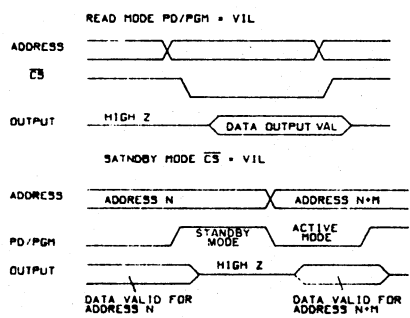 READ MODE PD/PGM = VIL
ADDRESS
CS
OUTPUT HIGH Z DATA OUTPUT VAL
SATNDBY MODE CS = VIL
ADDRESS ADDRESS N ADDRESS N+M
PD/PGM STANDBY MODE ACTIVE MODE
OUTPUT HIGH Z
DATA VALID FOR ADDRESS N DATA VALID FOR ADDRESS N+M